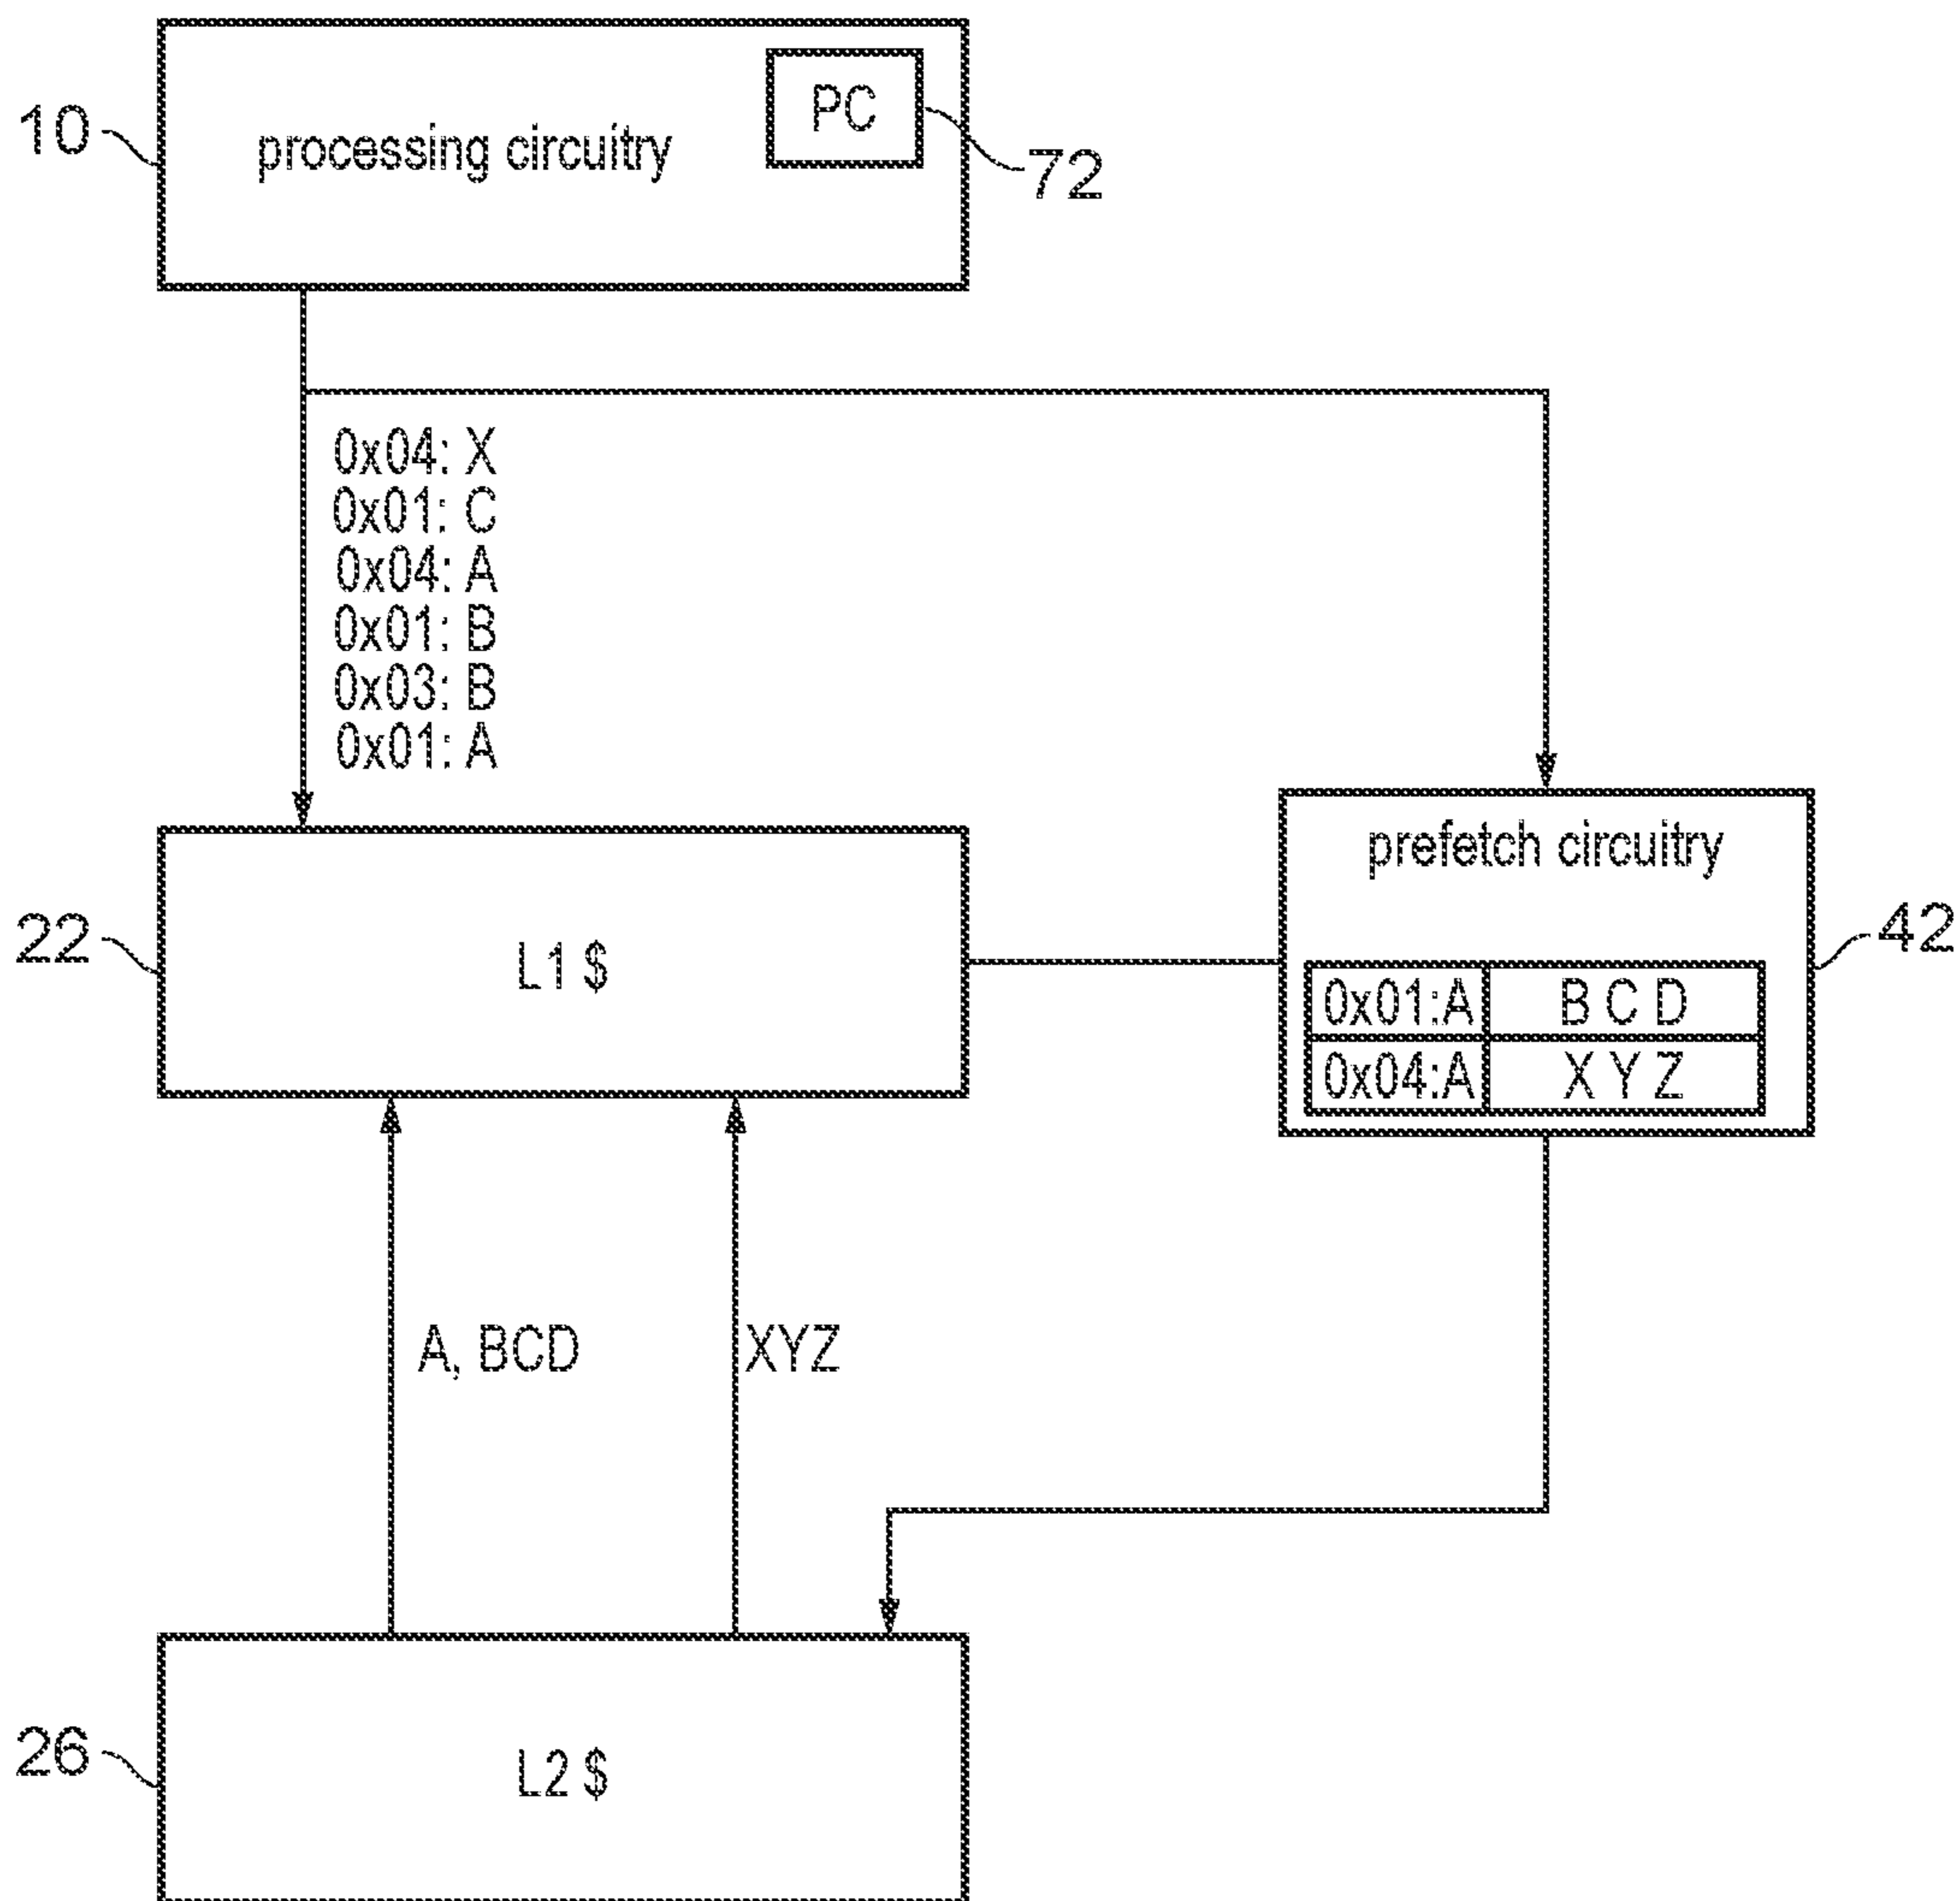 PC
10
processing circuitry
72
0x04: X
0x01: C
0x04: A
0x01: B
0x03: B
0x01: A
prefetch circuitry
22
L1 $
42
0x01:A B C D
0x04:A X Y Z
A, BCD
XYZ
26
L2 $